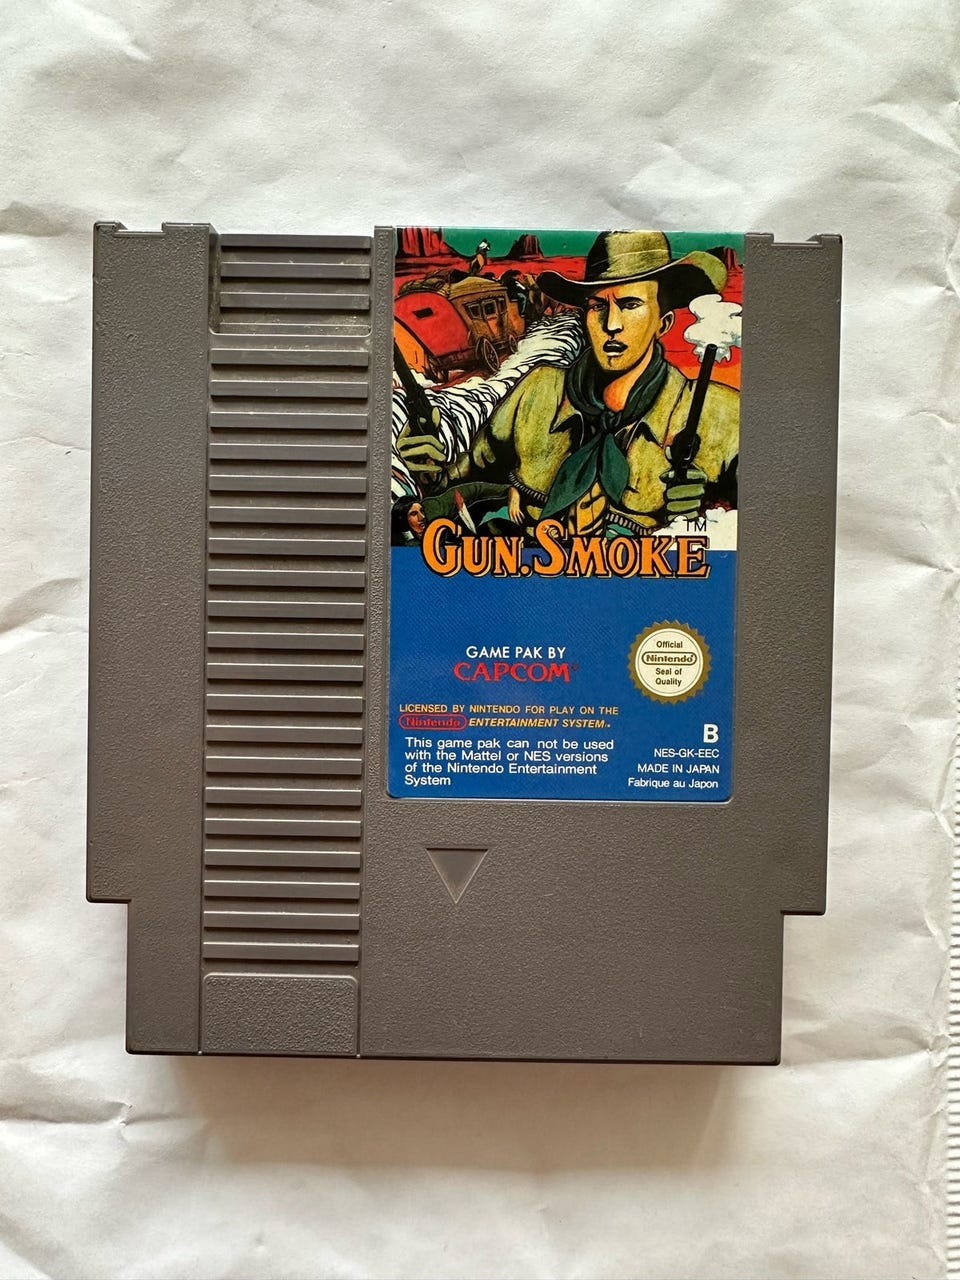 TM
GUN.SMOKE
GAME PAK BY
CAPCOM®
Official
Nintendo®
Seal of
Quality
LICENSED BY NINTENDO FOR PLAY ON THE
Nintendo® ENTERTAINMENT SYSTEM™
This game pak can not be used
with the Mattel or NES versions
of the Nintendo Entertainment
System
B
NES-GK-EEC
MADE IN JAPAN
Fabriqué au Japon